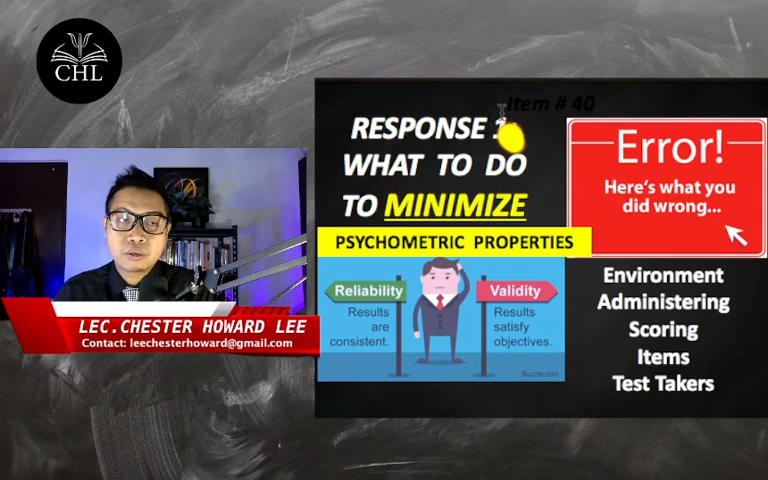 CHL
Item # 40
RESPONSE
WHAT TO DO
TO MINIMIZE
PSYCHOMETRIC PROPERTIES
Reliability
Results
are
consistent.
Validity
Results
satisfy
objectives.
Buzzle.com
Error!
Here's what you
did wrong...
Environment
Administering
Scoring
Items
Test Takers
LEC.CHESTER HOWARD LEE
Contact: leechesterhoward@gmail.com